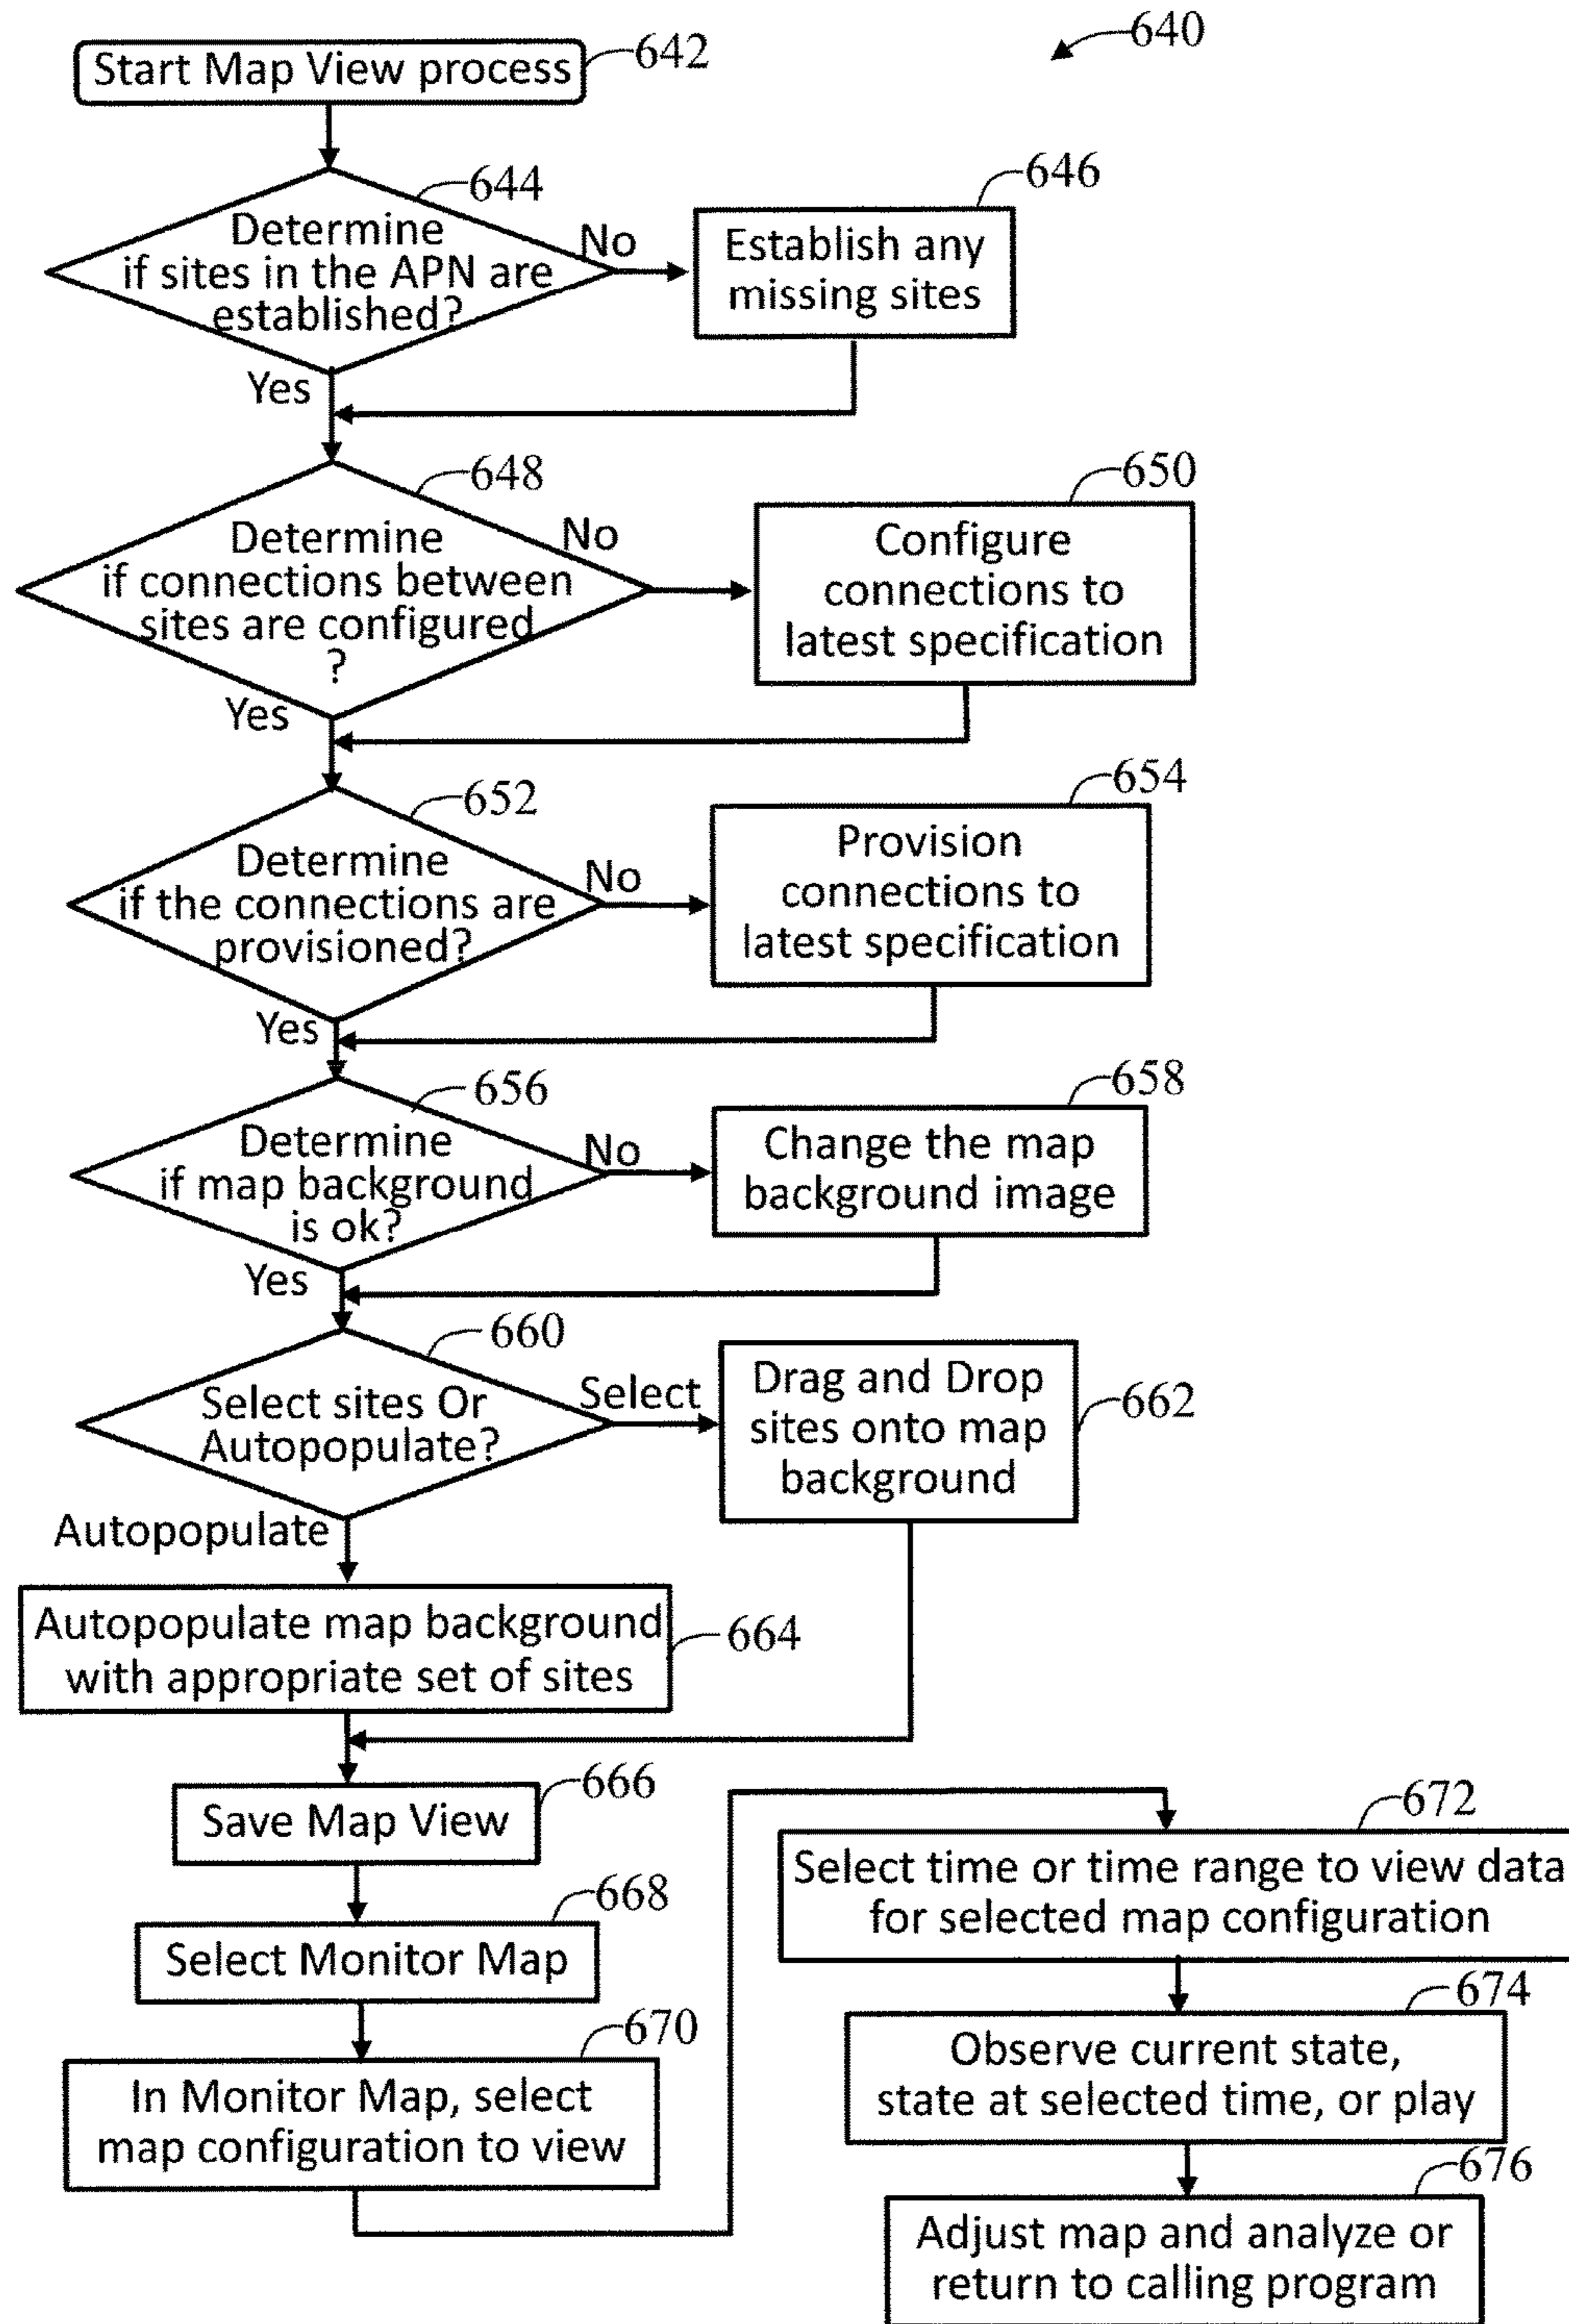 640
Start Map View process
642
644
Determine
if sites in the APN are
established?
No
Yes
646
Establish any
missing sites
648
Determine
if connections between
sites are configured
?
No
Yes
650
Configure
connections to
latest specification
652
Determine
if the connections are
provisioned?
No
Yes
654
Provision
connections to
latest specification
656
Determine
if map background
is ok?
No
Yes
658
Change the map
background image
660
Select sites Or
Autopopulate?
Select
Autopopulate
Drag and Drop
sites onto map
background
662
Autopopulate map background
with appropriate set of sites
664
666
Save Map View
668
Select Monitor Map
670
In Monitor Map, select
map configuration to view
672
Select time or time range to view data
for selected map configuration
674
Observe current state,
state at selected time, or play
676
Adjust map and analyze or
return to calling program